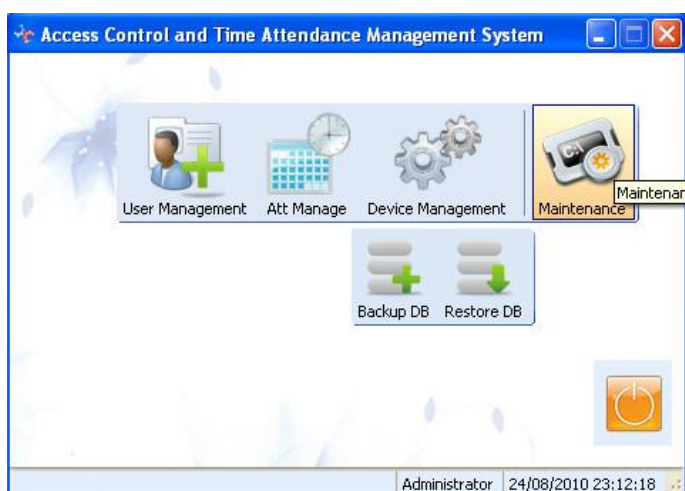 Access Control and Time Attendance Management System
C:\
User Management Att Manage Device Management Maintenance
Maintenan
Backup DB Restore DB
Administrator 24/08/2010 23:12:18